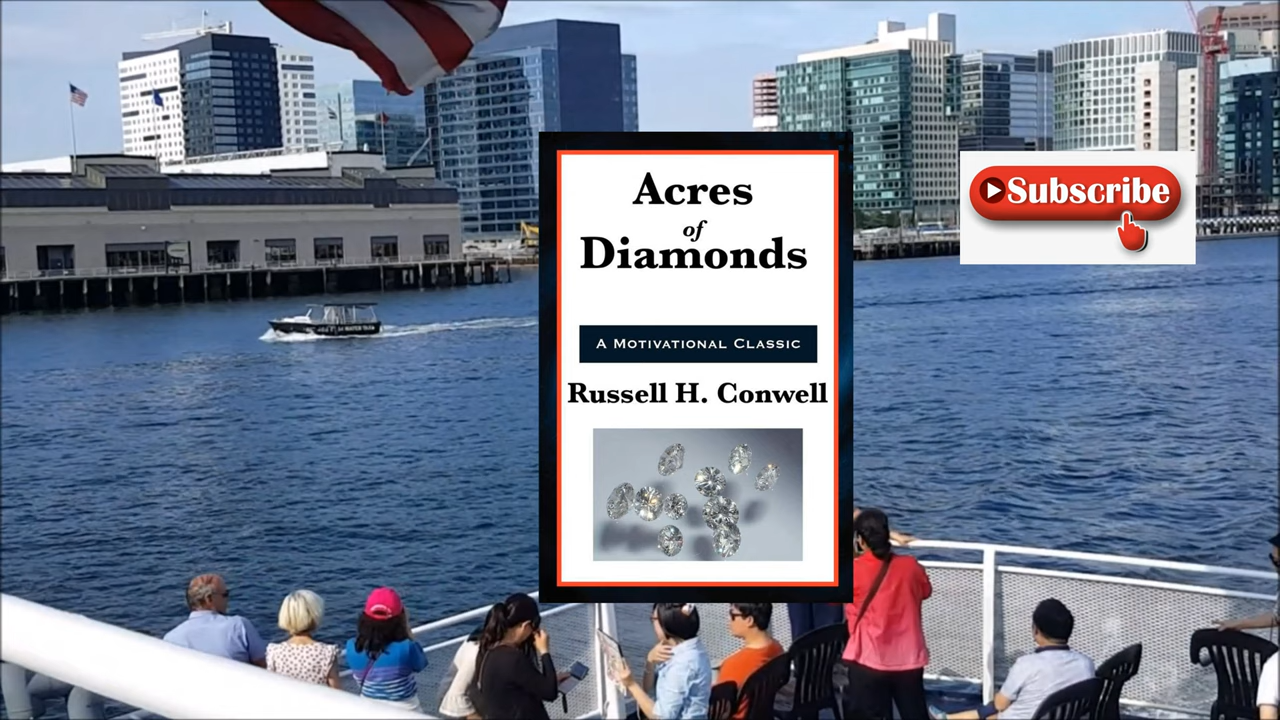 Acres
of
Diamonds
A Motivational Classic
Russell H. Conwell
Subscribe